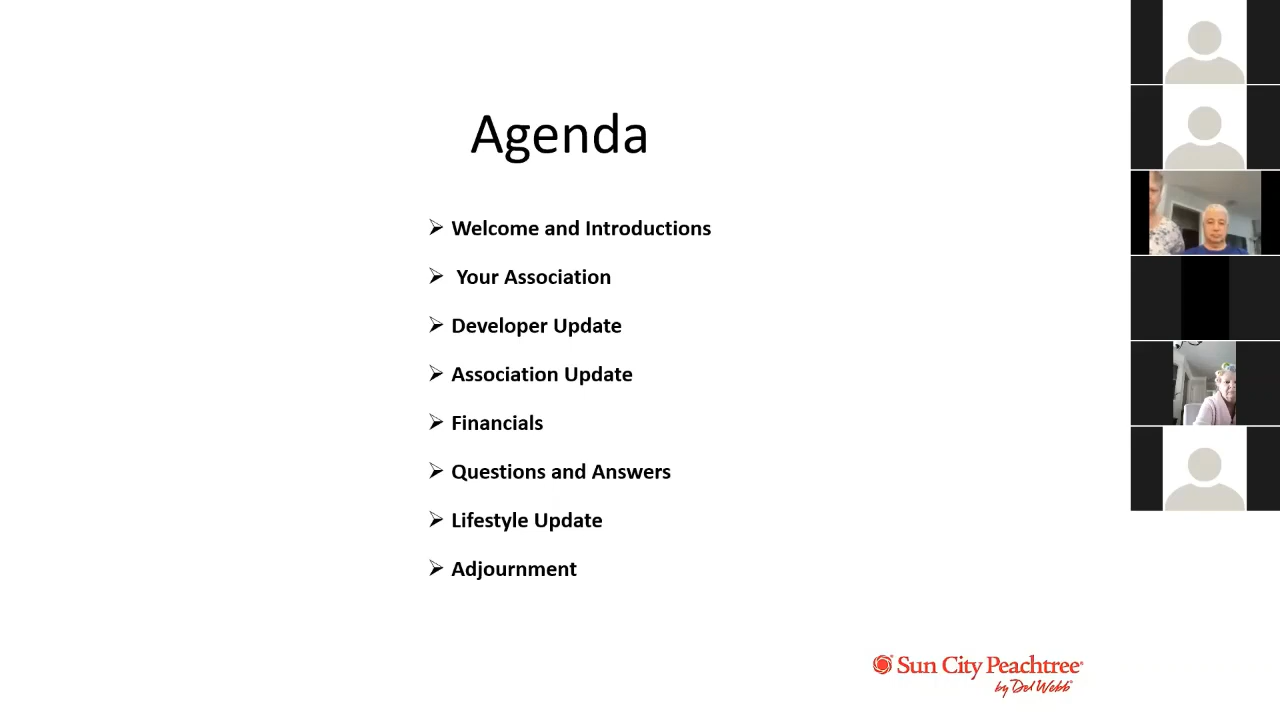 Agenda
Welcome and Introductions
Your Association
Developer Update
Association Update
Financials
Questions and Answers
Lifestyle Update
Adjournment
Sun City Peachtree®
by Del Webb®